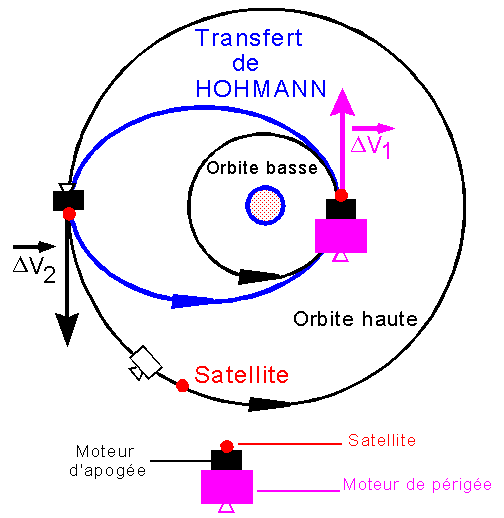 Transfert
de
HOHMANN
ΔV1
Orbite basse
ΔV2
Orbite haute
Satellite
Satellite
Moteur
d'apogée
Moteur de périgée